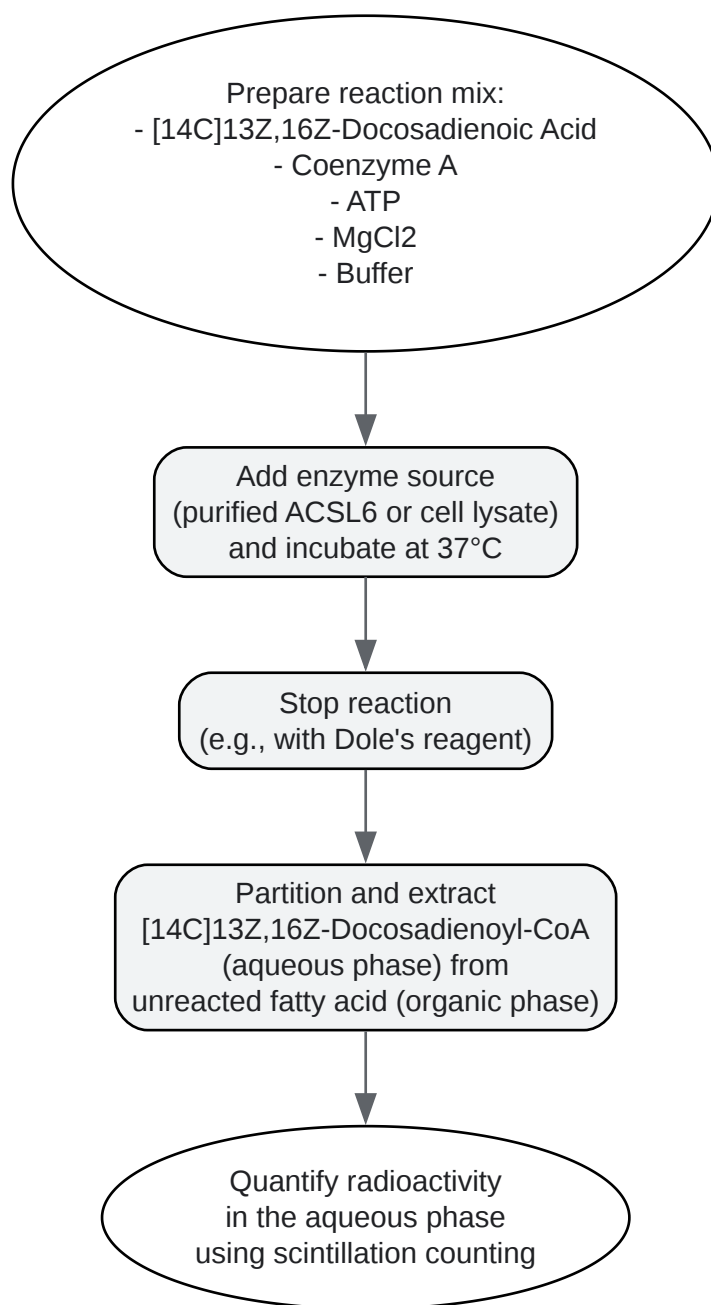 Prepare reaction mix:
- [14C]13Z,16Z-Docosadienoic Acid
- Coenzyme A
- ATP
- MgCl2
- Buffer
Add enzyme source
(purified ACSL6 or cell lysate)
and incubate at 37°C
Stop reaction
(e.g., with Dole's reagent)
Partition and extract
[14C]13Z,16Z-Docosadienoyl-CoA
(aqueous phase) from
unreacted fatty acid (organic phase)
Quantify radioactivity
in the aqueous phase
using scintillation counting